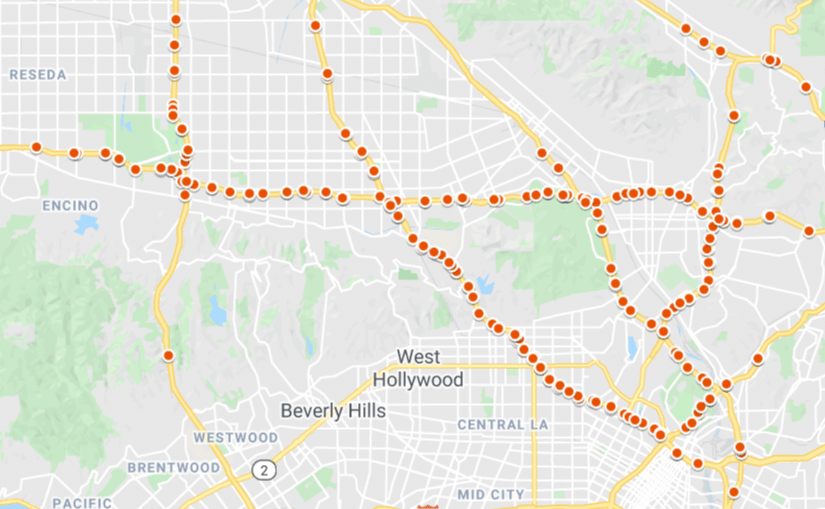 RESEDA
ENCINO
West
Hollywood
Beverly Hills
CENTRAL LA
WESTWOOD
BRENTWOOD
2
MID CITY
PACIFIC